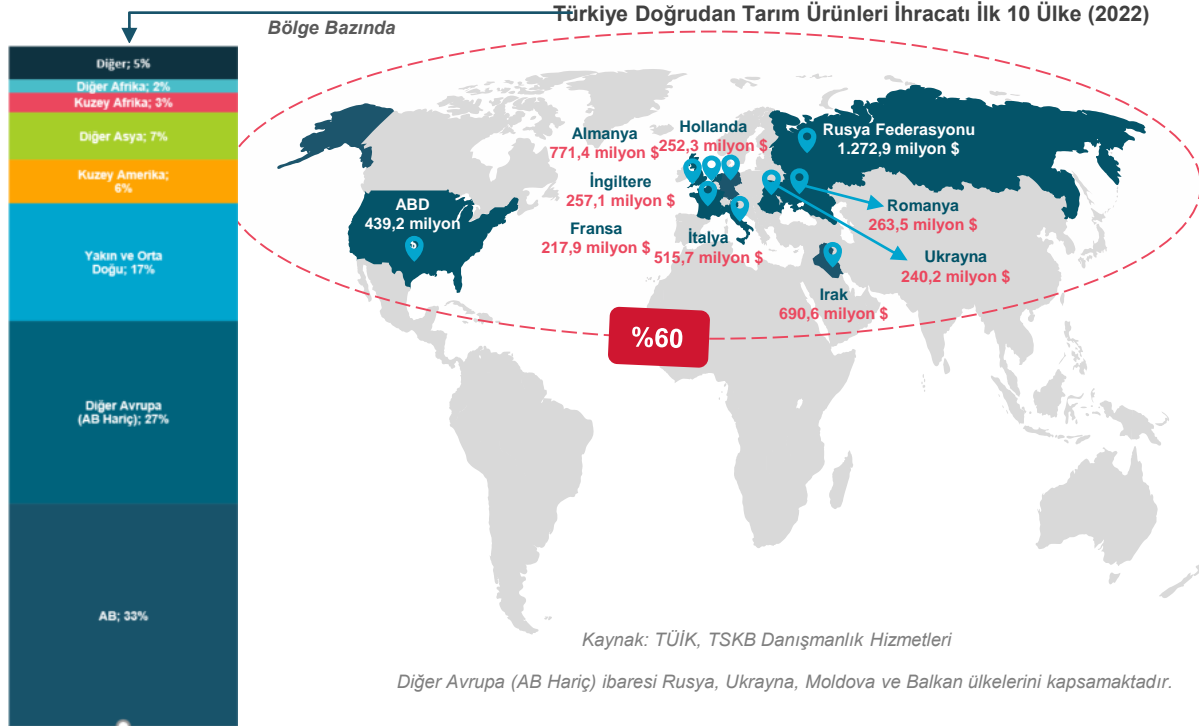 Türkiye Doğrudan Tarım Ürünleri İhracatı İlk 10 Ülke (2022)
Bölge Bazında
Diğer; 5%
Diğer Afrika; 2%
Kuzey Afrika; 3%
Diğer Asya; 7%
Kuzey Amerika;
6%
Yakın ve Orta
Doğu; 17%
Diğer Avrupa
(AB Hariç); 27%
AB; 33%
ABD
439,2 milyon
Almanya
771,4 milyon $
Hollanda
252,3 milyon $
İngiltere
257,1 milyon $
Fransa
217,9 milyon $
İtalya
515,7 milyon $
Rusya Federasyonu
1.272,9 milyon $
Romanya
263,5 milyon $
Ukrayna
240,2 milyon $
Irak
690,6 milyon $
%60
Kaynak: TÜİK, TSKB Danışmanlık Hizmetleri
Diğer Avrupa (AB Hariç) ibaresi Rusya, Ukrayna, Moldova ve Balkan ülkelerini kapsamaktadır.